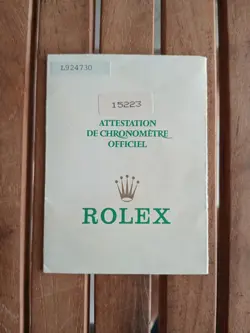 L924730
15223
ATTESTATION
DE CHRONOMÈTRE
OFFICIEL
ROLEX